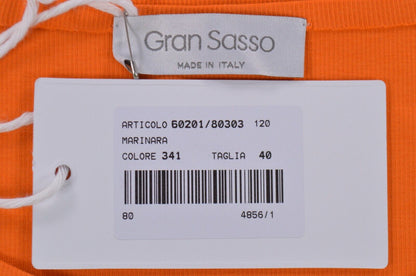 Gran Sasso
MADE IN ITALY
ARTICOLO 60201/80303 120
MARINARA
COLORE 341 TAGLIA 40
80 4856/1